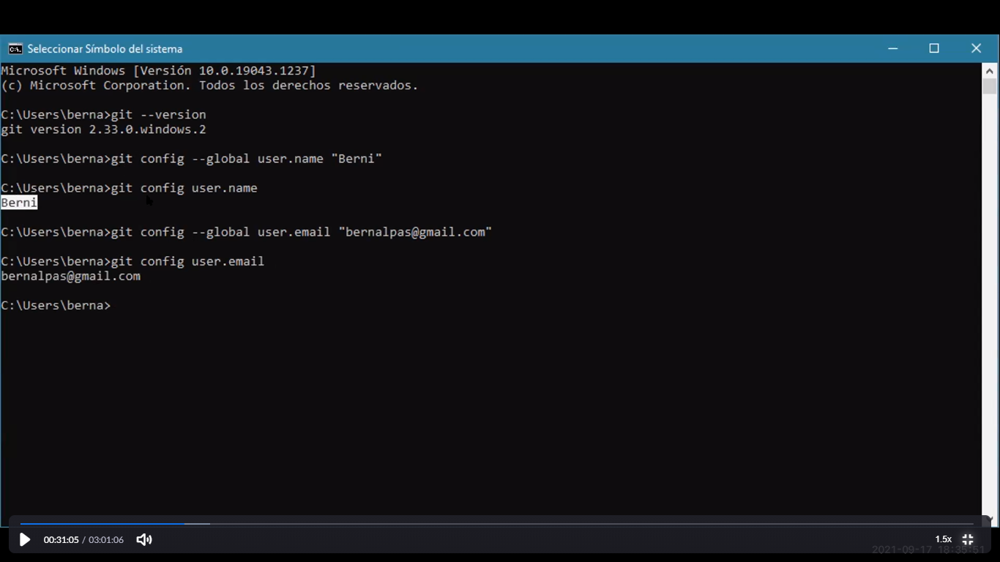 Seleccionar Símbolo del sistema
Microsoft Windows [Versión 10.0.19043.1237]
(c) Microsoft Corporation. Todos los derechos reservados.
C:\Users\berna>git --version
git version 2.33.0.windows.2
C:\Users\berna>git config --global user.name "Berni"
C:\Users\berna>git config user.name
Berni
C:\Users\berna>git config --global user.email "bernalpas@gmail.com"
C:\Users\berna>git config user.email
bernalpas@gmail.com
C:\Users\berna>
00:31:05 / 03:01:06
1.5x
2021-09-17 18:35:51